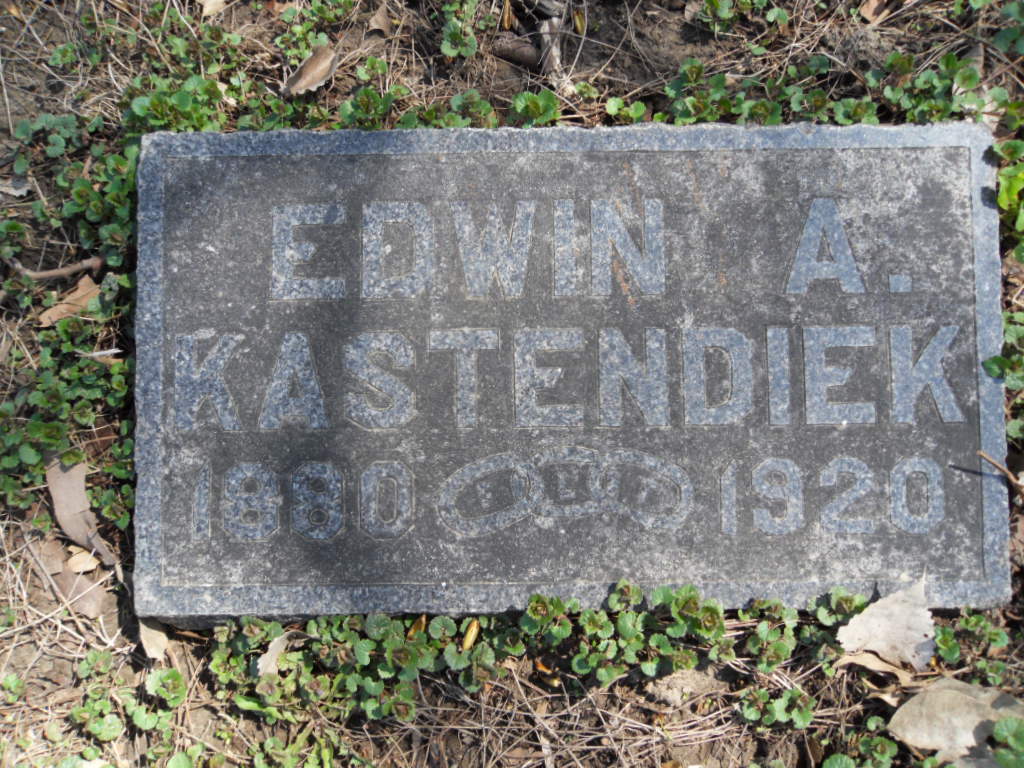 EDWIN A.
KASTENDIEK
1880 F L T 1920